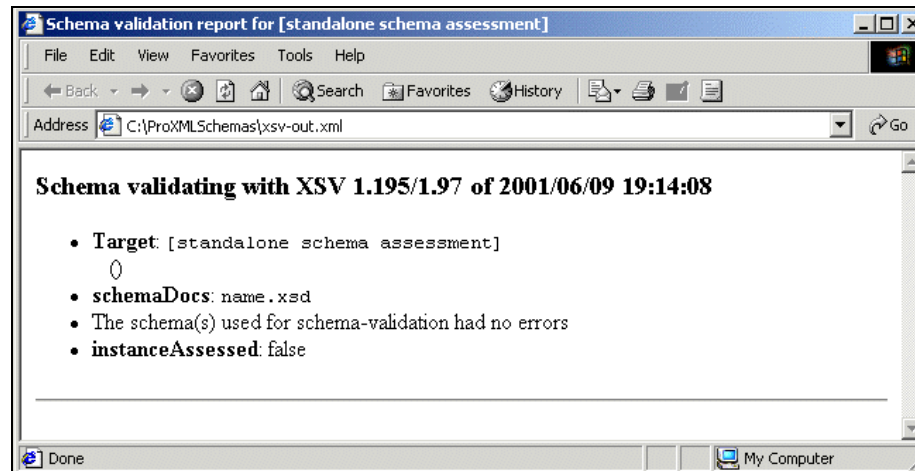 Schema validation report for [standalone schema assessment]
File Edit View Favorites Tools Help
Back Search Favorites History
Address C:\ProXMLSchemas\xsv-out.xml Go
Schema validating with XSV 1.195/1.97 of 2001/06/09 19:14:08
• Target: [standalone schema assessment]
()
• schemaDocs: name.xsd
• The schema(s) used for schema-validation had no errors
• instanceAssessed: false
Done My Computer